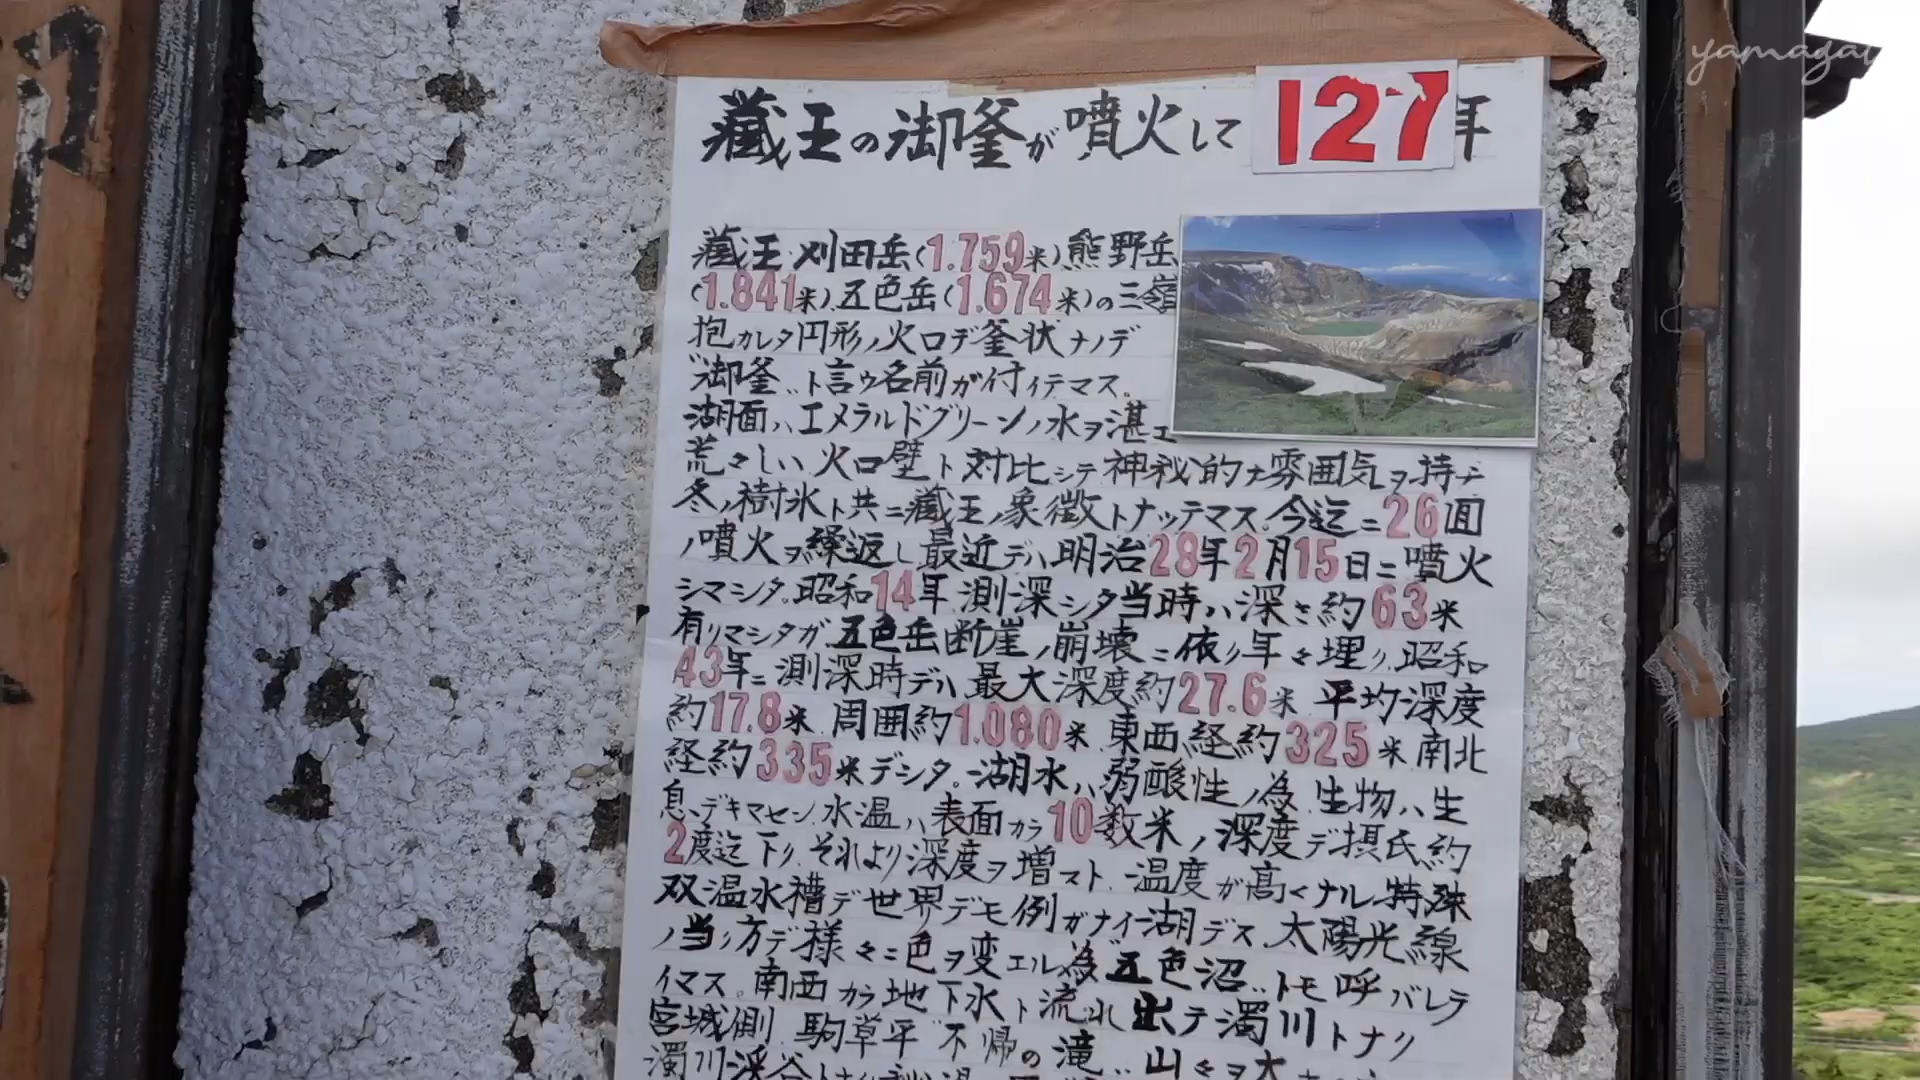 yamagat
蔵王の御釜が噴火して127年
蔵王.刈田岳(1.759米).熊野岳
(1.841米).五色岳(1.674米)の三嶺
抱カレタ円形ノ火口デ釜状ナノデ
"御釜"ト言ウ名前ガ付イテマス。
湖面ハエメラルドグリーンノ水ヲ湛エ
荒々しい火口壁ト対比シテ神秘的ナ雰囲気ヲ持チ
冬ノ樹氷ト共ニ蔵王ノ象徴トナッテマス.今迄ニ26回
ノ噴火ヲ繰返し最近デハ明治28年2月15日ニ噴火
シマシタ.昭和14年.測深シタ当時ハ深さ約63米
有リマシタガ.五色岳断崖ノ崩壊ニ依リ年々埋リ.昭和
43年ニ測深時デハ最大深度約27.6米.平均深度
約17.8米.周囲約1.080米.東西経約325米.南北
経約335米デシタ。湖水ハ弱酸性ノ為.生物ハ生
息デキマセン.水温ハ表面カラ10数米ノ深度デ摂氏約
2度迄下リ.それより深度ヲ増スト.温度が高くナル.特殊
双温水槽デ世界デモ例ガナイ湖デス.太陽光線
ノ当リ方デ様々ニ色ヲ変エル為"五色沼"トモ呼バレテ
イマス.南西カラ地下水ト流れ出テ濁川トナリ
宮城側.駒草平"不帰の滝"山々ヲ
濁川渓谷ト